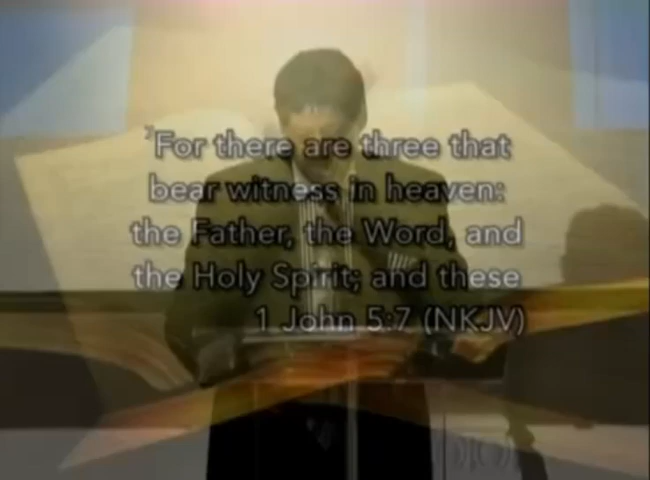 7For there are three that
bear witness in heaven:
the Father, the Word, and
the Holy Spirit; and these
1 John 5:7 (NKJV)